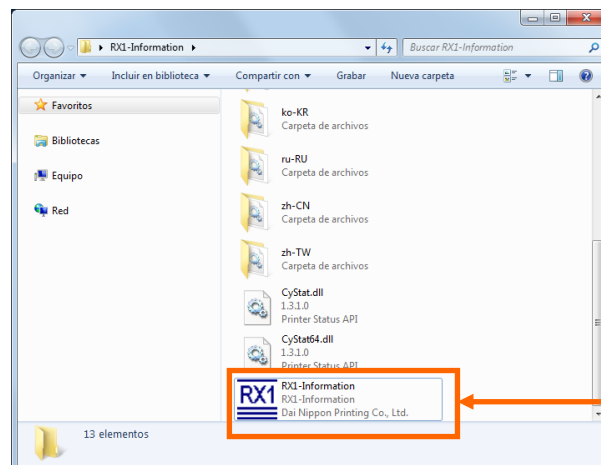 RX1-Information
Buscar RX1-Information
Organizar
Incluir en biblioteca
Compartir con
Grabar
Nueva carpeta
Favoritos
Bibliotecas
Equipo
Red
ko-KR
Carpeta de archivos
ru-RU
Carpeta de archivos
zh-CN
Carpeta de archivos
zh-TW
Carpeta de archivos
CyStat.dll
1.3.1.0
Printer Status API
CyStat64.dll
1.3.1.0
Printer Status API
RX1
RX1-Information
RX1-Information
Dai Nippon Printing Co., Ltd.
13 elementos